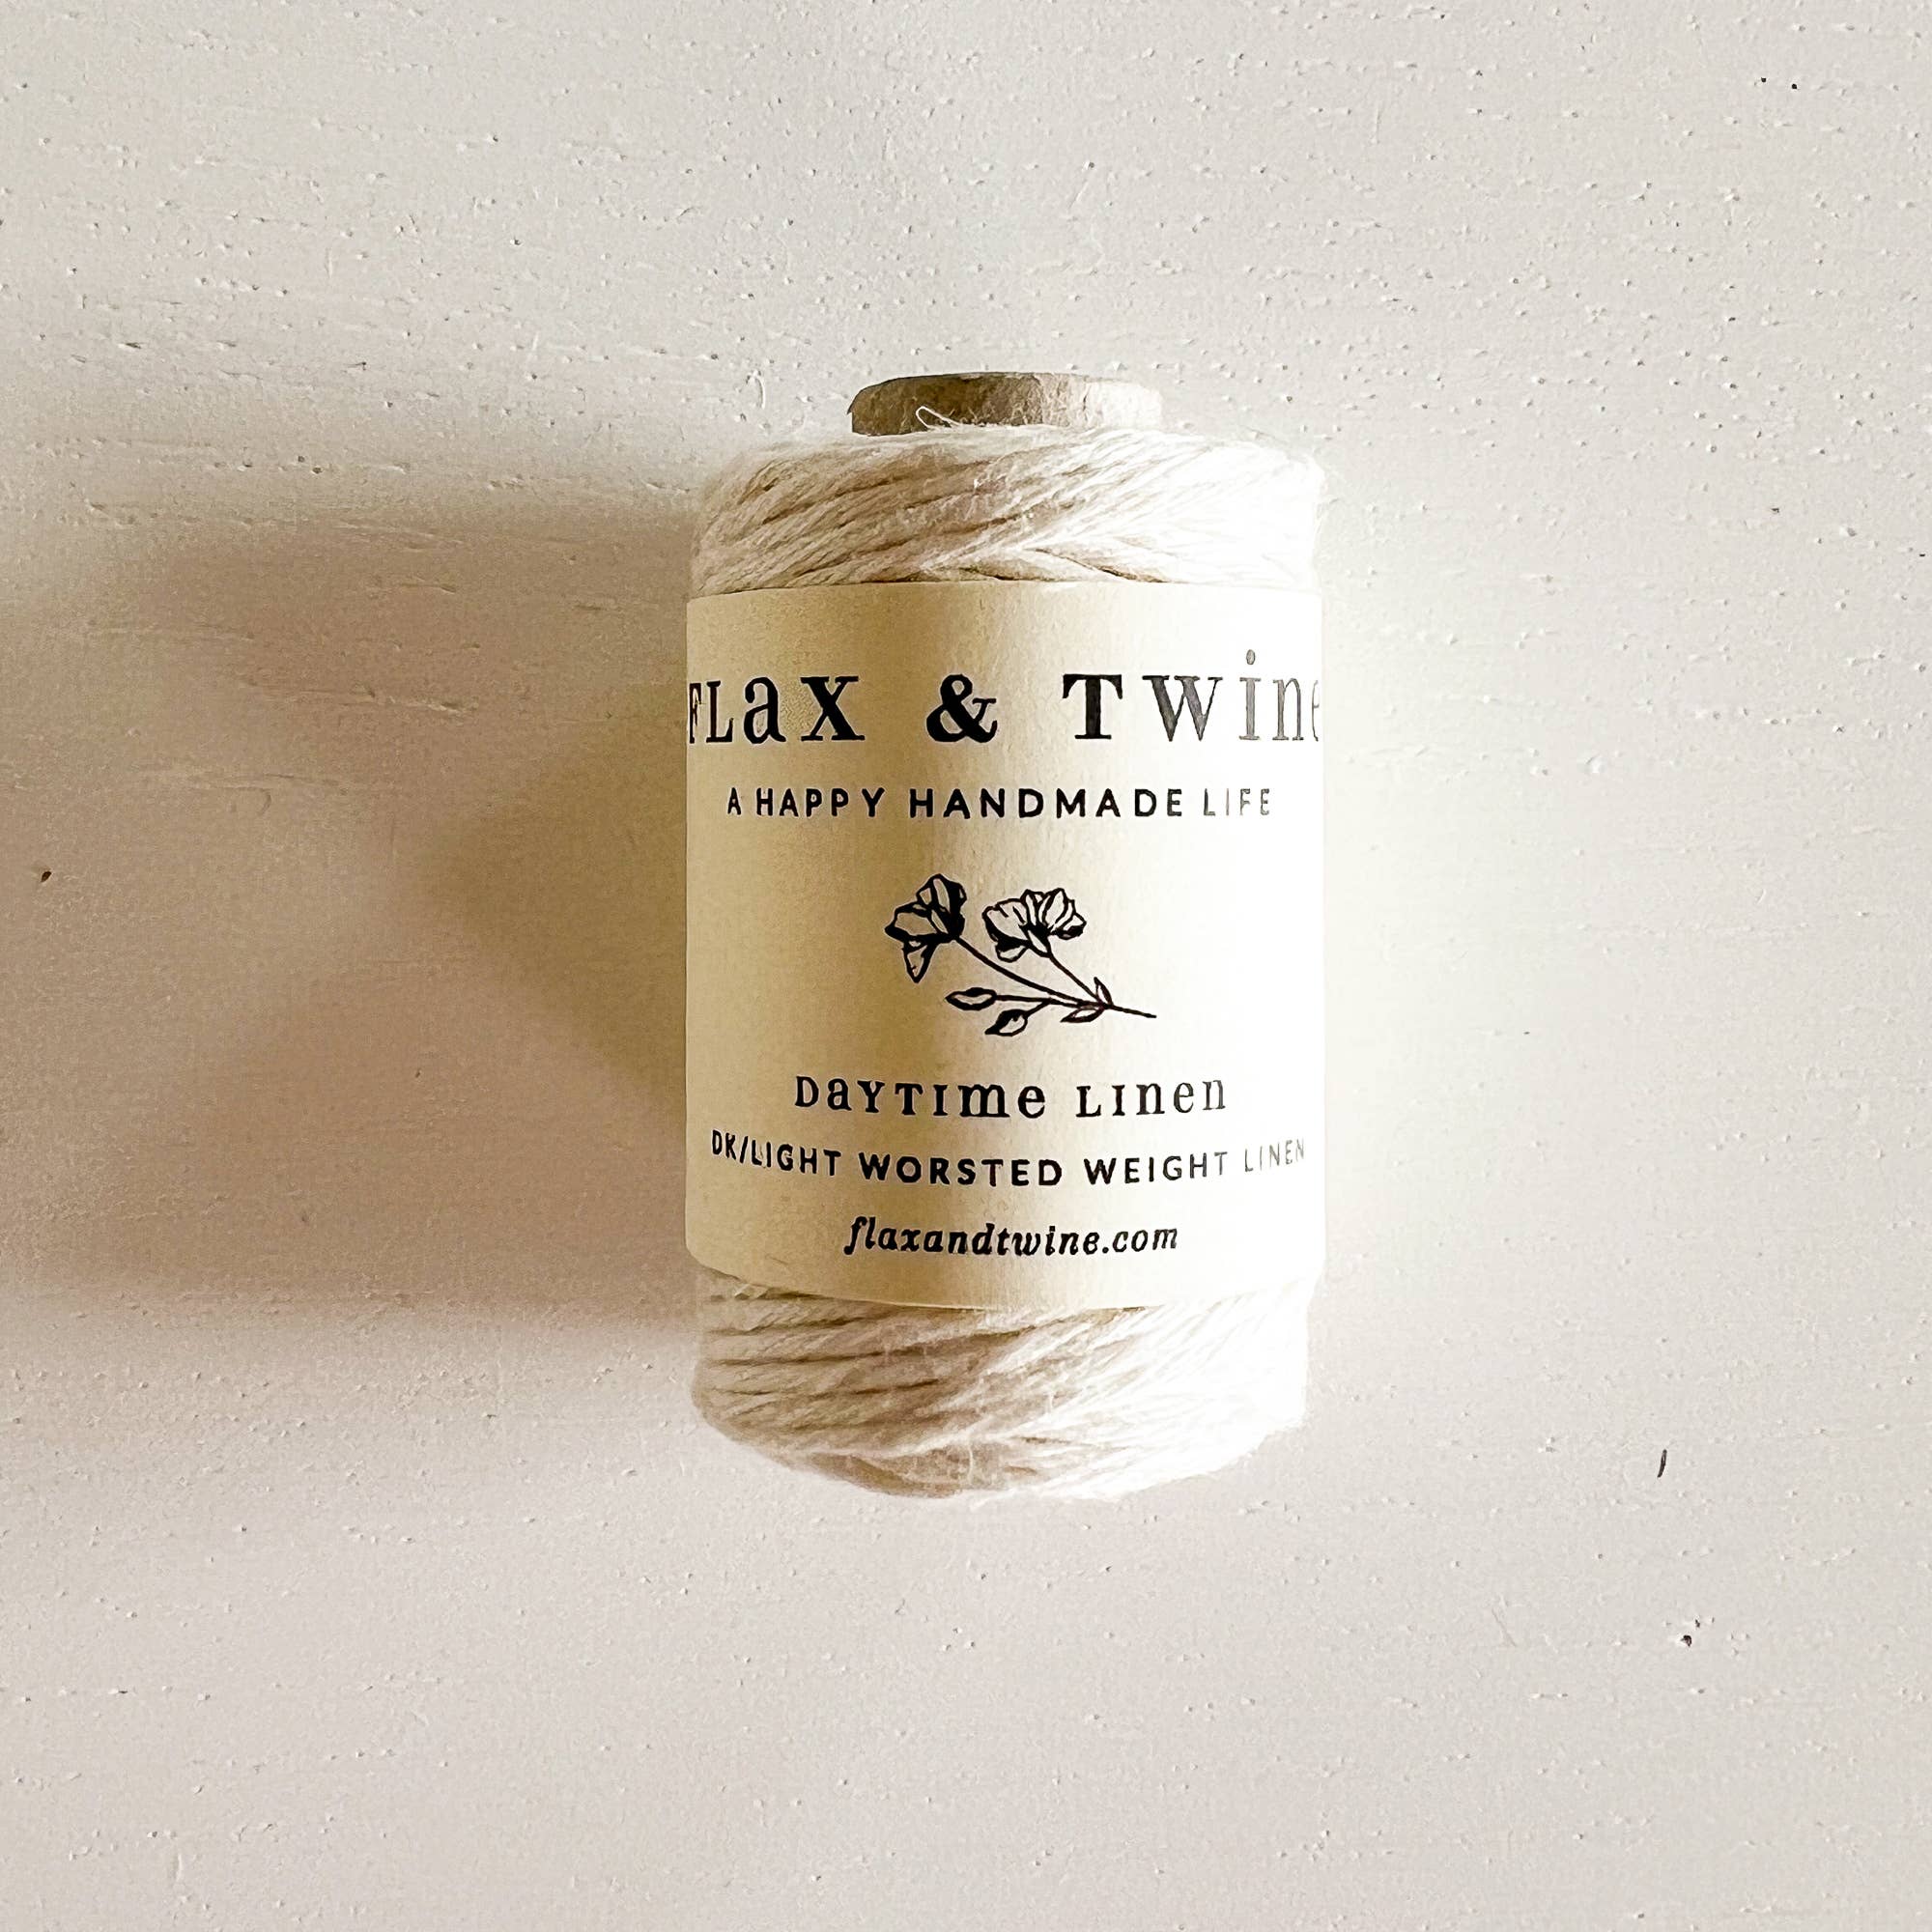 FLax & Twine
A HAPPY HANDMADE LIFE
DaYTIme LInen
DK/LIGHT WORSTED WEIGHT LINEN
flaxandtwine.com